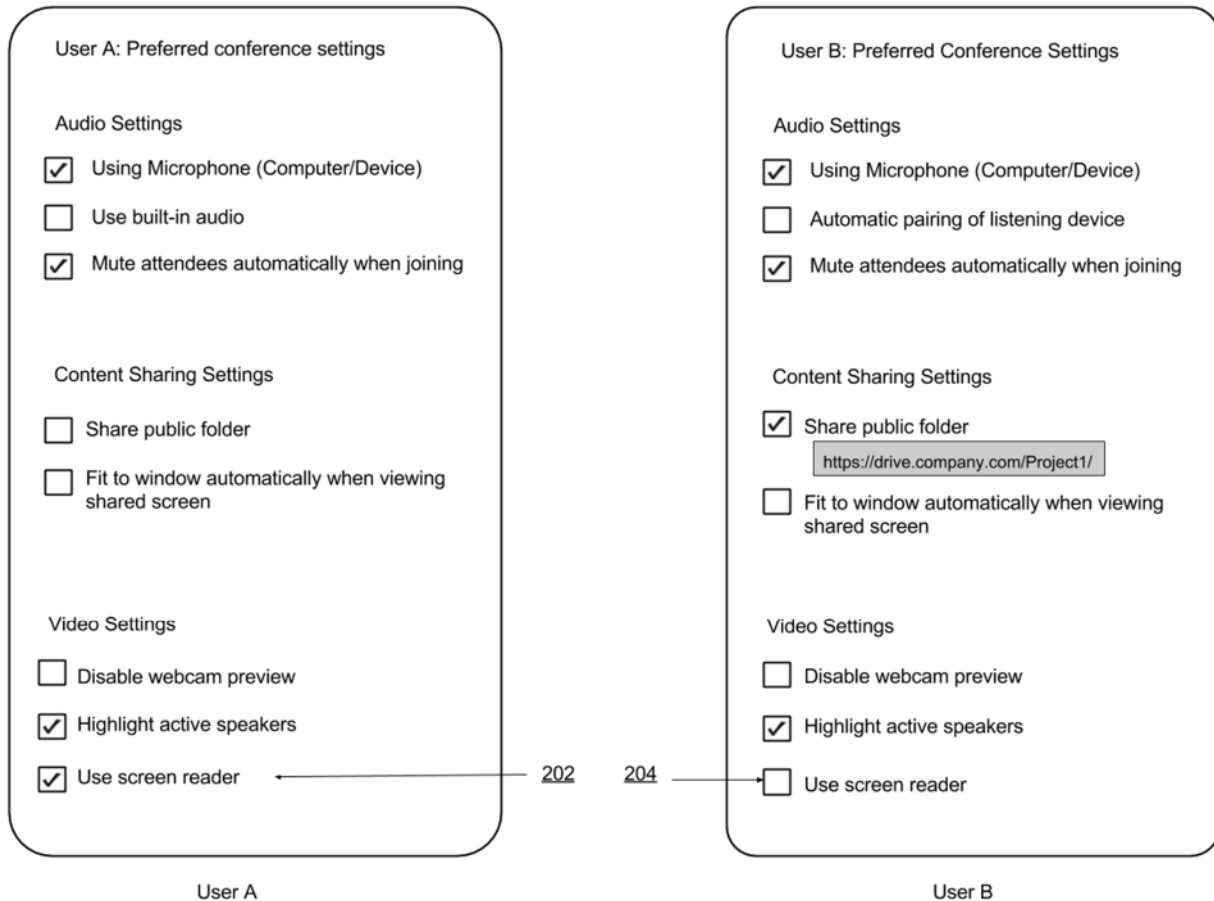 User A: Preferred conference settings
Audio Settings
Using Microphone (Computer/Device)
Use built-in audio
Mute attendees automatically when joining
Content Sharing Settings
Share public folder
Fit to window automatically when viewing
shared screen
Video Settings
Disable webcam preview
Highlight active speakers
Use screen reader
202
User A
204
User B: Preferred Conference Settings
Audio Settings
Using Microphone (Computer/Device)
Automatic pairing of listening device
Mute attendees automatically when joining
Content Sharing Settings
Share public folder
https://drive.company.com/Project1/
Fit to window automatically when viewing
shared screen
Video Settings
Disable webcam preview
Highlight active speakers
Use screen reader
User B